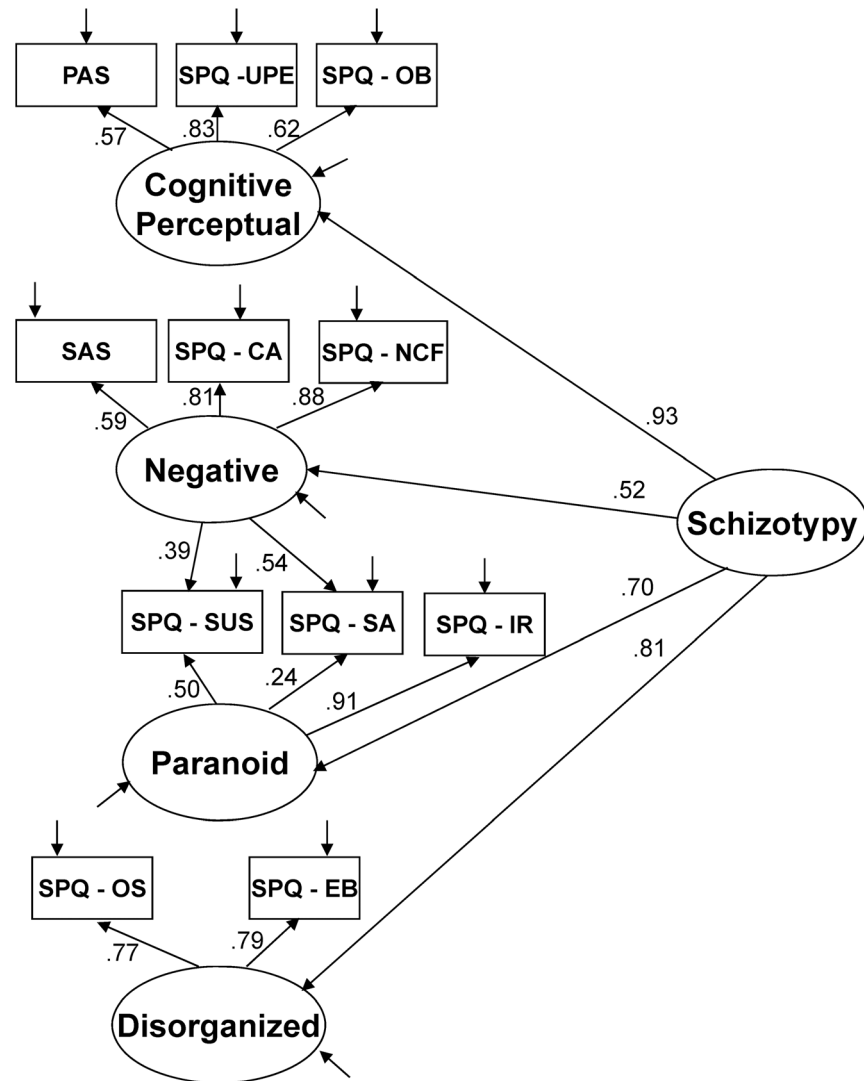 PAS
SPQ -UPE
SPQ - OB
.57
.83
.62
Cognitive
Perceptual
SAS
SPQ - CA
SPQ - NCF
.59
.81
.88
.93
Negative
.52
Schizotypy
.39
.54
SPQ - SUS
SPQ - SA
SPQ - IR
.70
.81
.50
.24
.91
Paranoid
SPQ - OS
SPQ - EB
.77
.79
Disorganized